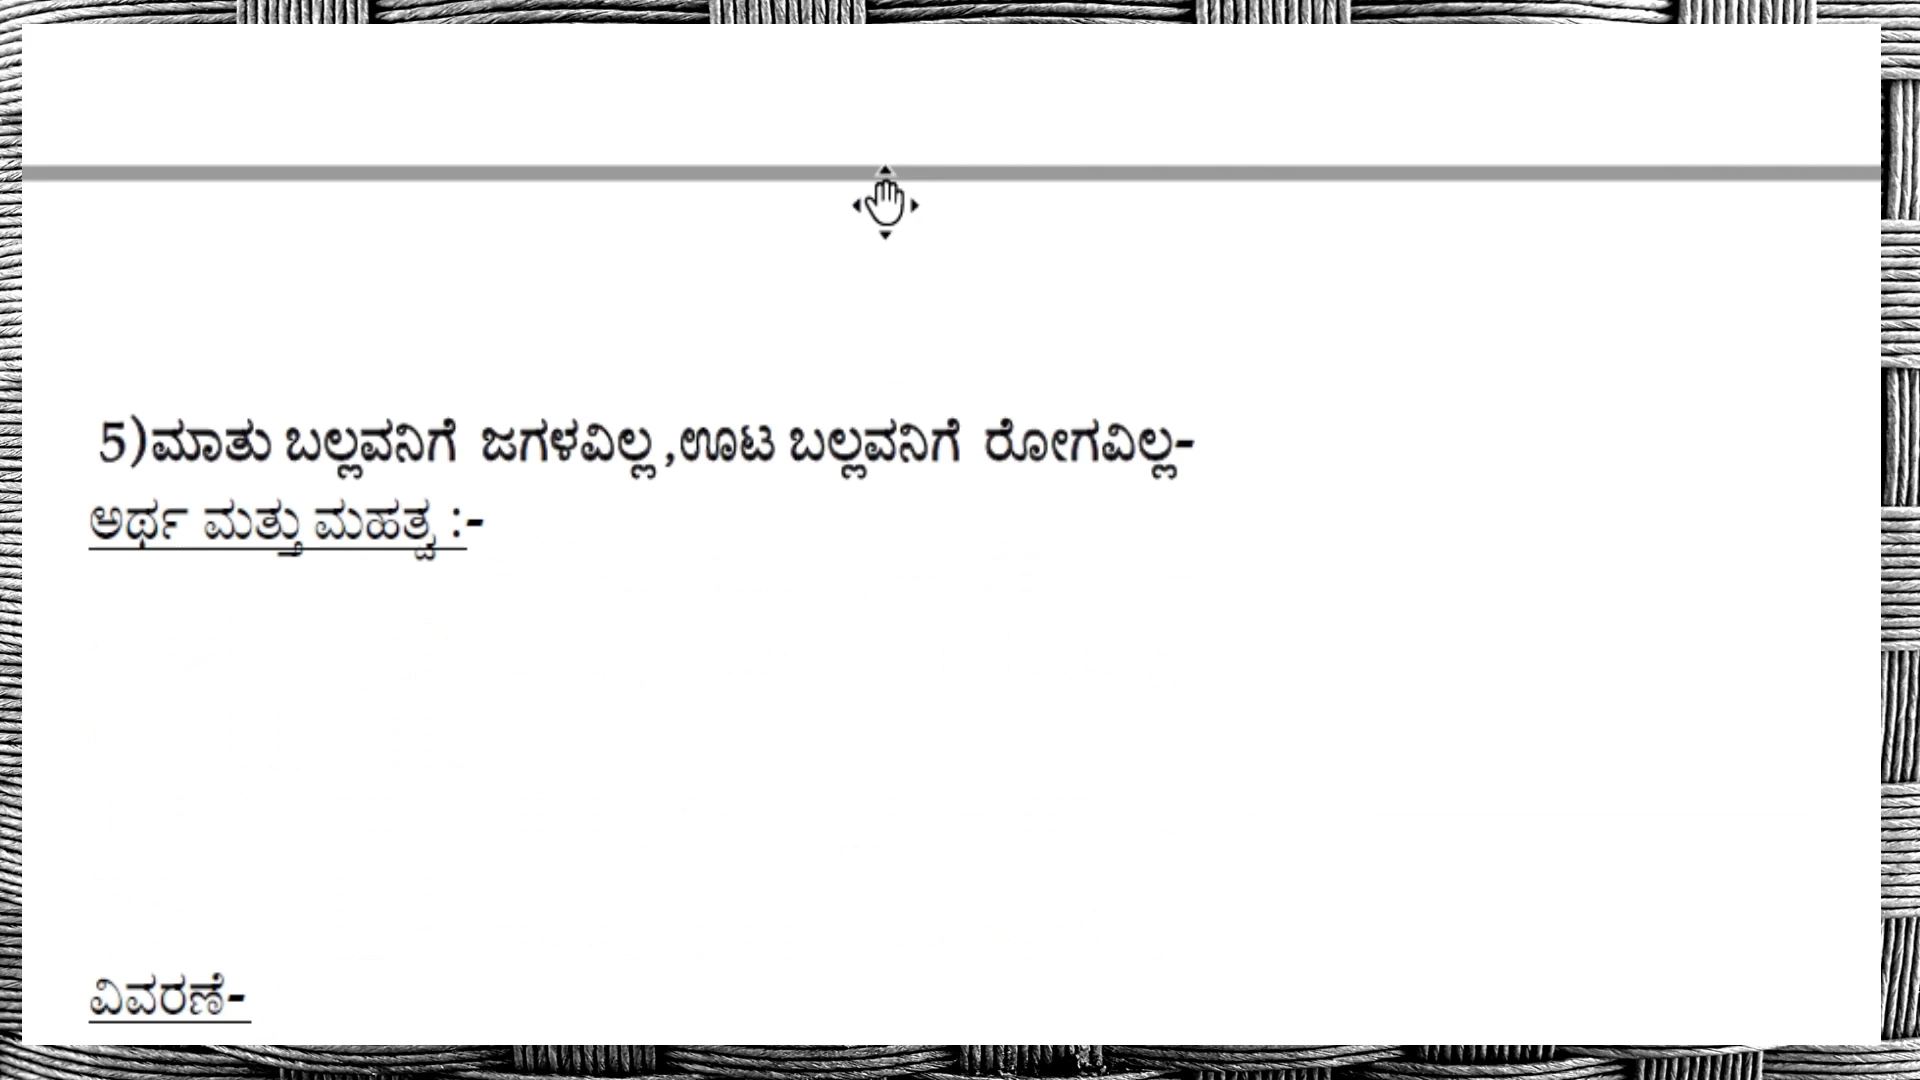 5)ಮಾತು ಬಲ್ಲವನಿಗೆ ಜಗಳವಿಲ್ಲ ,ಊಟ ಬಲ್ಲವನಿಗೆ ರೋಗವಿಲ್ಲ-
ಅರ್ಥ ಮತ್ತು ಮಹತ್ವ :-
ವಿವರಣೆ-